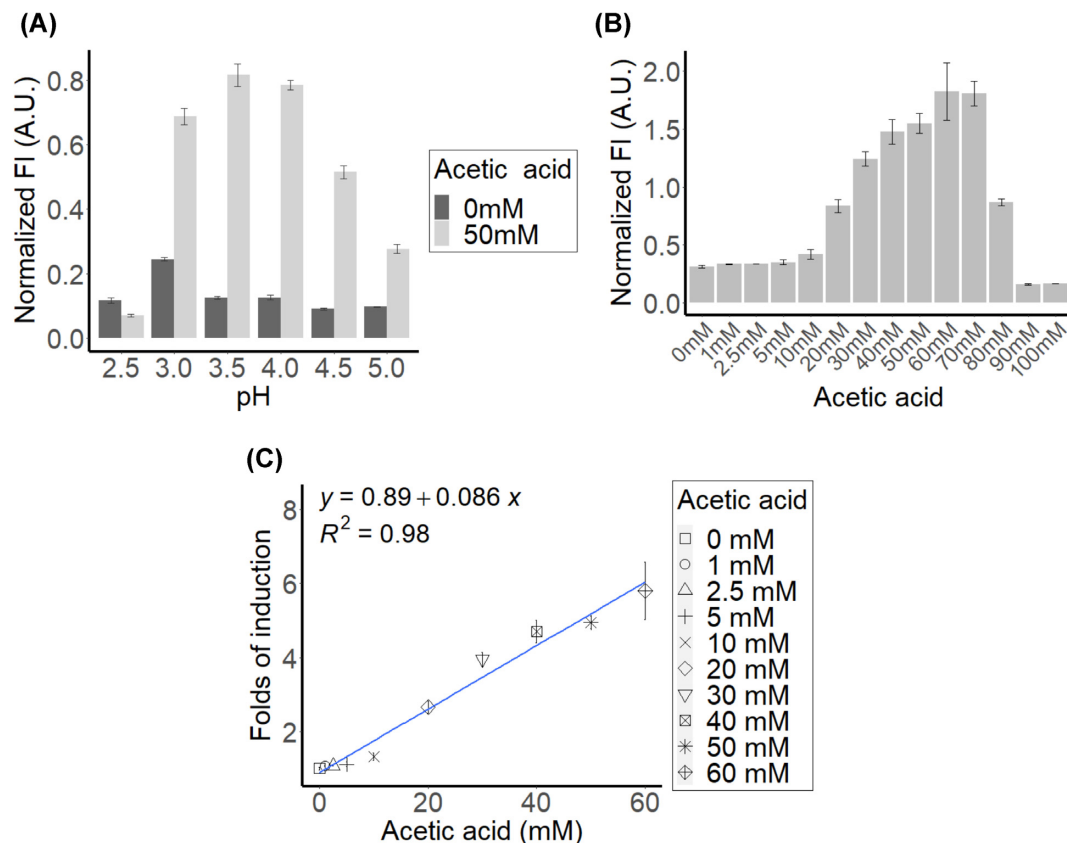 (A)
Normalized FI (A.U.)
0.8
0.6
0.4
0.2
0.0
2.5 3.0 3.5 4.0 4.5 5.0
pH
Acetic acid
0mM
50mM
(B)
Normalized FI (A.U.)
2.0
1.5
1.0
0.5
0.0
0mM 1mM 2.5mM 5mM 10mM 20mM 30mM 40mM 50mM 60mM 70mM 80mM 90mM 100mM
Acetic acid
(C)
Folds of induction
y = 0.89 + 0.086 x
R² = 0.98
8
6
4
2
0 20 40 60
Acetic acid (mM)
Acetic acid
0 mM
1 mM
2.5 mM
5 mM
10 mM
20 mM
30 mM
40 mM
50 mM
60 mM